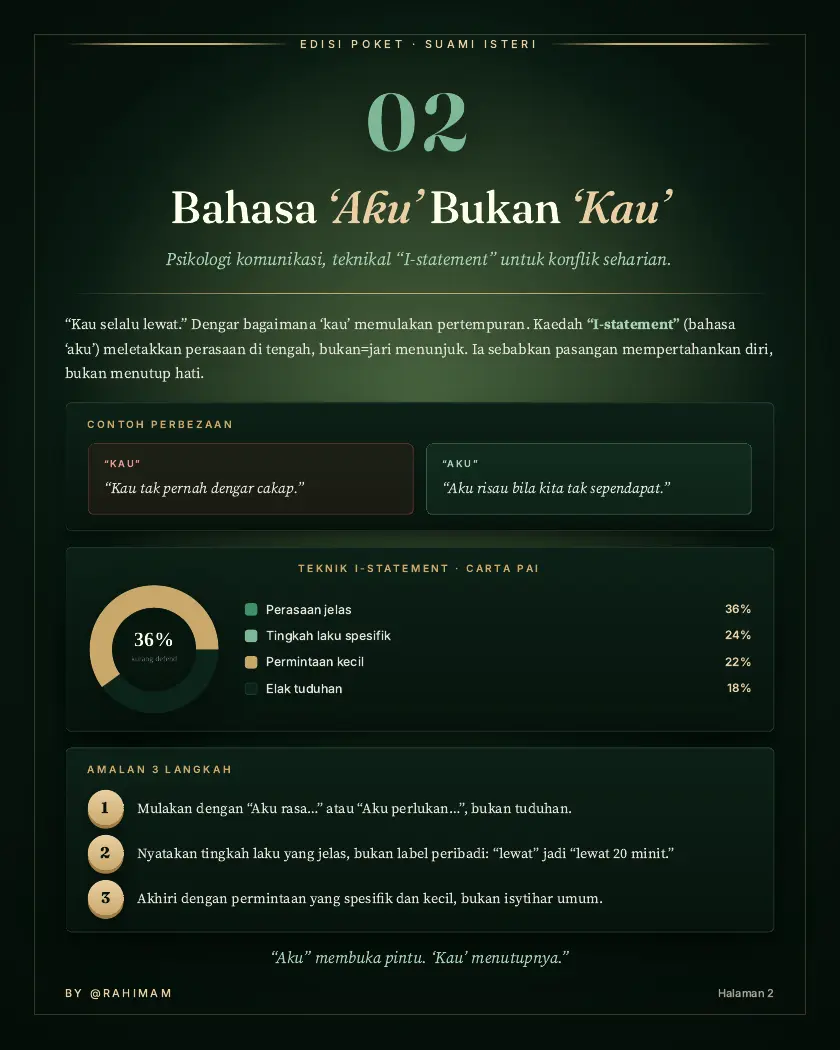 EDISI POKET · SUAMI ISTERI
02
Bahasa ‘Aku’ Bukan ‘Kau’
Psikologi komunikasi, teknikal “I-statement” untuk konflik seharian.
“Kau selalu lewat.” Dengar bagaimana ‘kau’ memulakan pertempuran. Kaedah “I-statement” (bahasa
‘aku’) meletakkan perasaan di tengah, bukan=jari menunjuk. Ia sebabkan pasangan mempertahankan diri,
bukan menutup hati.
CONTOH PERBEZAAN
“KAU”
“Kau tak pernah dengar cakap.”
“AKU”
“Aku risau bila kita tak sependapat.”
TEKNIK I-STATEMENT · CARTA PAI
36%
kurang defend
Perasaan jelas 36%
Tingkah laku spesifik 24%
Permintaan kecil 22%
Elak tuduhan 18%
AMALAN 3 LANGKAH
1 Mulakan dengan “Aku rasa…” atau “Aku perlukan…”, bukan tuduhan.
2 Nyatakan tingkah laku yang jelas, bukan label peribadi: “lewat” jadi “lewat 20 minit.”
3 Akhiri dengan permintaan yang spesifik dan kecil, bukan isytihar umum.
“Aku” membuka pintu. ‘Kau’ menutupnya.”
BY @RAHIMAM
Halaman 2